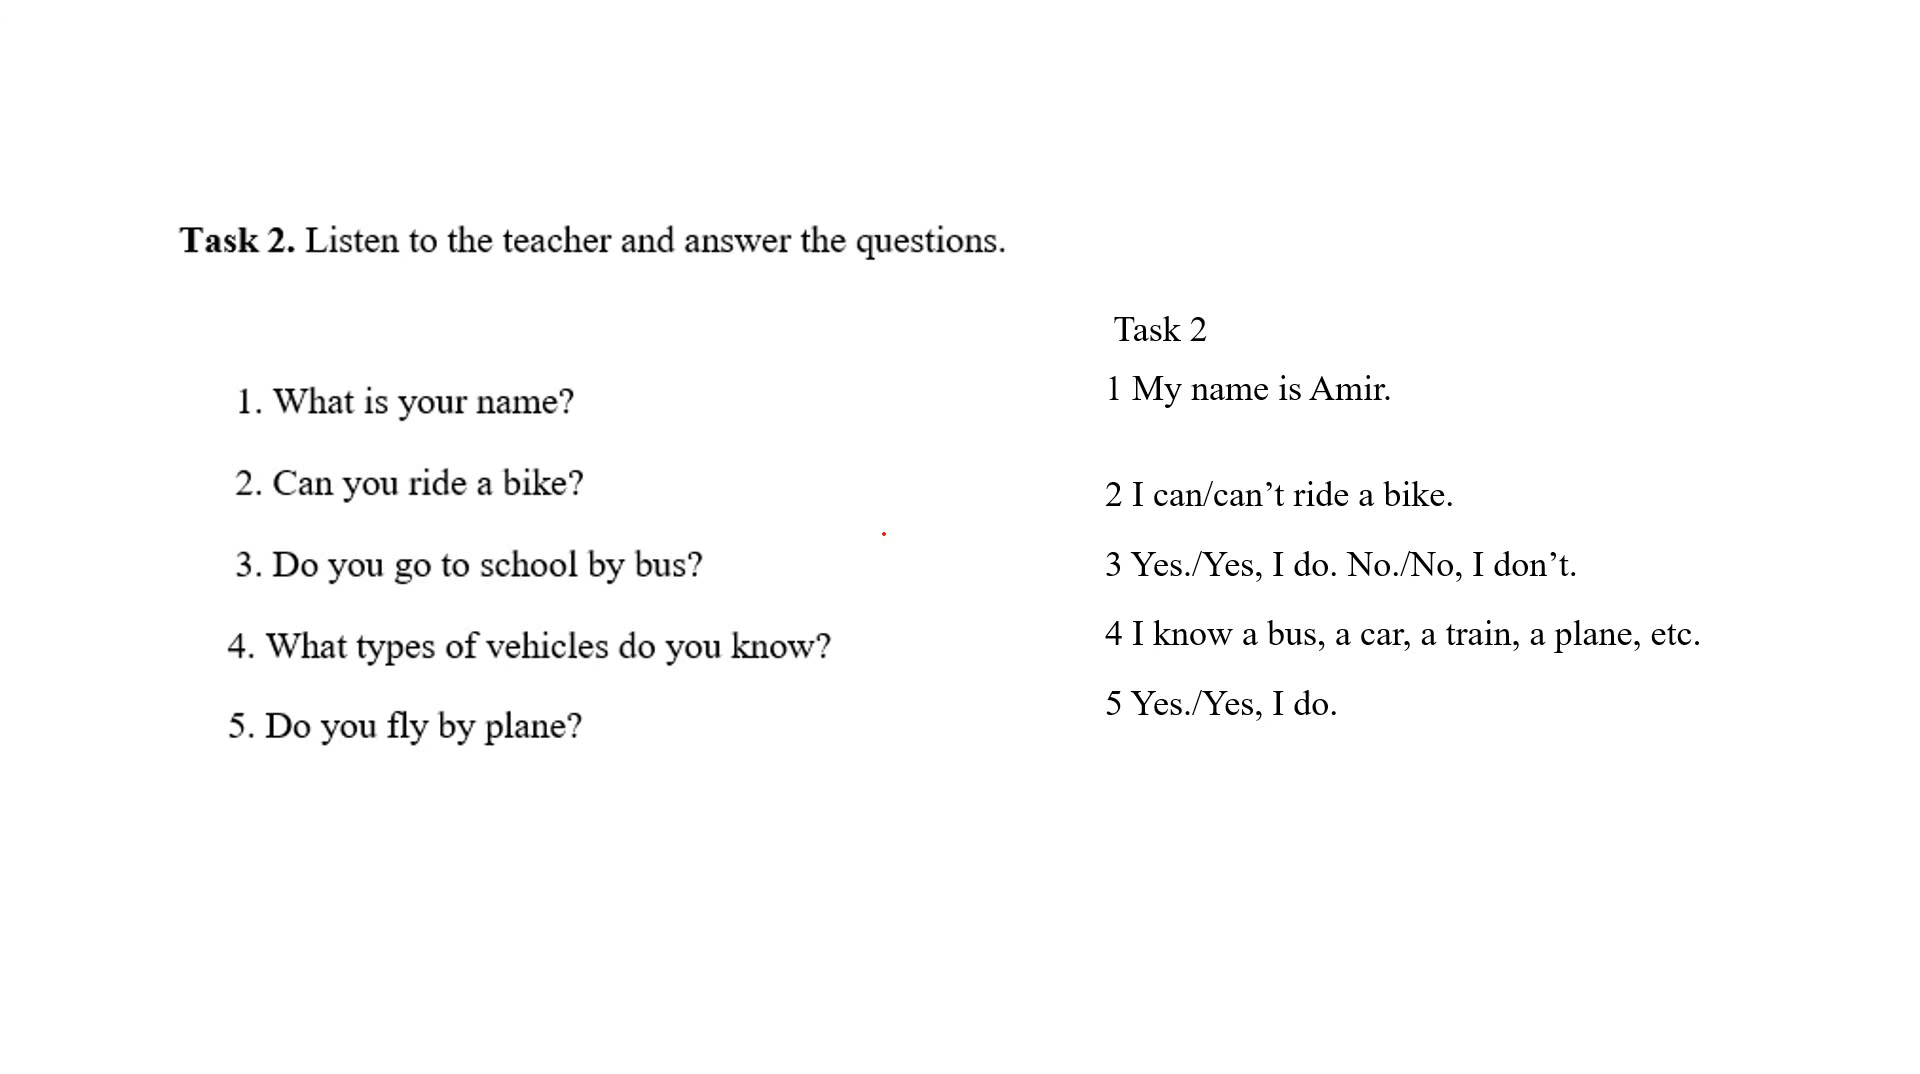 Task 2. Listen to the teacher and answer the questions.
1. What is your name?
2. Can you ride a bike?
3. Do you go to school by bus?
4. What types of vehicles do you know?
5. Do you fly by plane?
Task 2
1 My name is Amir.
2 I can/can’t ride a bike.
3 Yes./Yes, I do. No./No, I don’t.
4 I know a bus, a car, a train, a plane, etc.
5 Yes./Yes, I do.